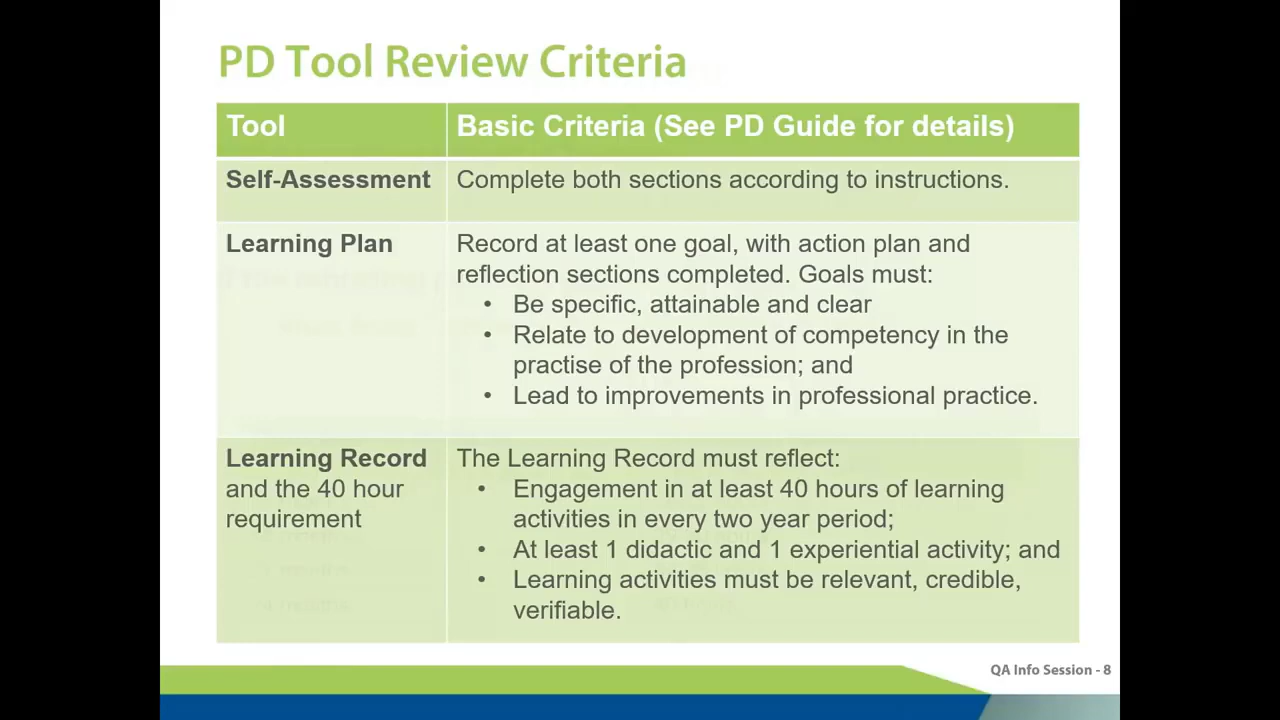 PD Tool Review Criteria
Tool
Basic Criteria (See PD Guide for details)
Self-Assessment
Complete both sections according to instructions.
Learning Plan
Record at least one goal, with action plan and
reflection sections completed. Goals must:
• Be specific, attainable and clear
• Relate to development of competency in the
practise of the profession; and
• Lead to improvements in professional practice.
Learning Record
and the 40 hour
requirement
The Learning Record must reflect:
• Engagement in at least 40 hours of learning
activities in every two year period;
• At least 1 didactic and 1 experiential activity; and
• Learning activities must be relevant, credible,
verifiable.
QA Info Session - 8